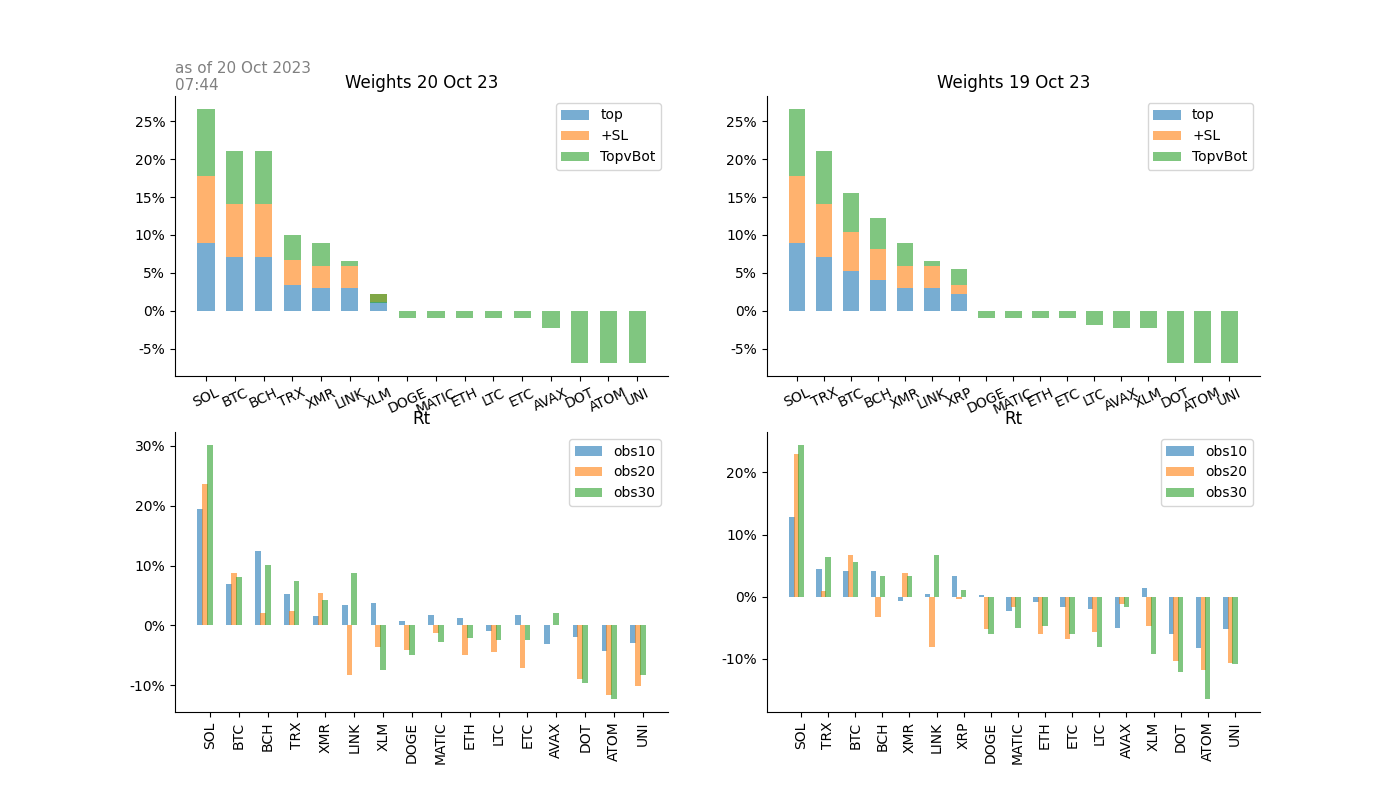 as of 20 Oct 2023
07:44
Weights 20 Oct 23
25%
20%
15%
10%
5%
0%
-5%
top
+SL
TopvBot
SOL BTC BCH TRX XMR LINK XLM DOGE MATIC ETH LTC ETC AVAX DOT ATOM UNI
Weights 19 Oct 23
25%
20%
15%
10%
5%
0%
-5%
top
+SL
TopvBot
SOL TRX BTC BCH XMR LINK XRP DOGE MATIC ETH ETC LTC AVAX XLM DOT ATOM UNI
Rt
30%
20%
10%
0%
-10%
obs10
obs20
obs30
SOL BTC BCH TRX XMR LINK XLM DOGE MATIC ETH LTC ETC AVAX DOT ATOM UNI
Rt
20%
10%
0%
-10%
obs10
obs20
obs30
SOL TRX BTC BCH XMR LINK XRP DOGE MATIC ETH ETC LTC AVAX XLM DOT ATOM UNI